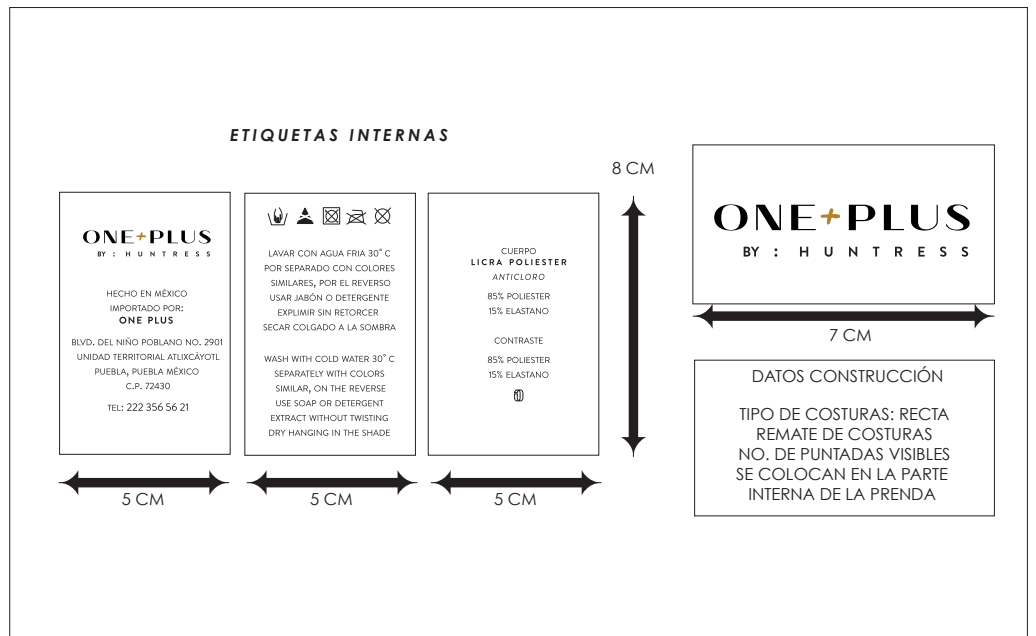 ETIQUETAS INTERNAS
ONE+PLUS
BY : HUNTRESS
HECHO EN MÉXICO
IMPORTADO POR:
ONE PLUS
BLVD. DEL NIÑO POBLANO NO. 2901
UNIDAD TERRITORIAL ATLIXCÁYOTL
PUEBLA, PUEBLA MÉXICO
C.P. 72430
TEL: 222 356 56 21
5 CM
LAVAR CON AGUA FRIA 30° C
POR SEPARADO CON COLORES
SIMILARES, POR EL REVERSO
USAR JABÓN O DETERGENTE
EXPLIMIR SIN RETORCER
SECAR COLGADO A LA SOMBRA
WASH WITH COLD WATER 30° C
SEPARATELY WITH COLORS
SIMILAR, ON THE REVERSE
USE SOAP OR DETERGENT
EXTRACT WITHOUT TWISTING
DRY HANGING IN THE SHADE
5 CM
CUERPO
LICRA POLIESTER
ANTICLORO
85% POLIESTER
15% ELASTANO
CONTRASTE
85% POLIESTER
15% ELASTANO
5 CM
8 CM
ONE+PLUS
BY : HUNTRESS
7 CM
DATOS CONSTRUCCIÓN
TIPO DE COSTURAS: RECTA
REMATE DE COSTURAS
NO. DE PUNTADAS VISIBLES
SE COLOCAN EN LA PARTE
INTERNA DE LA PRENDA